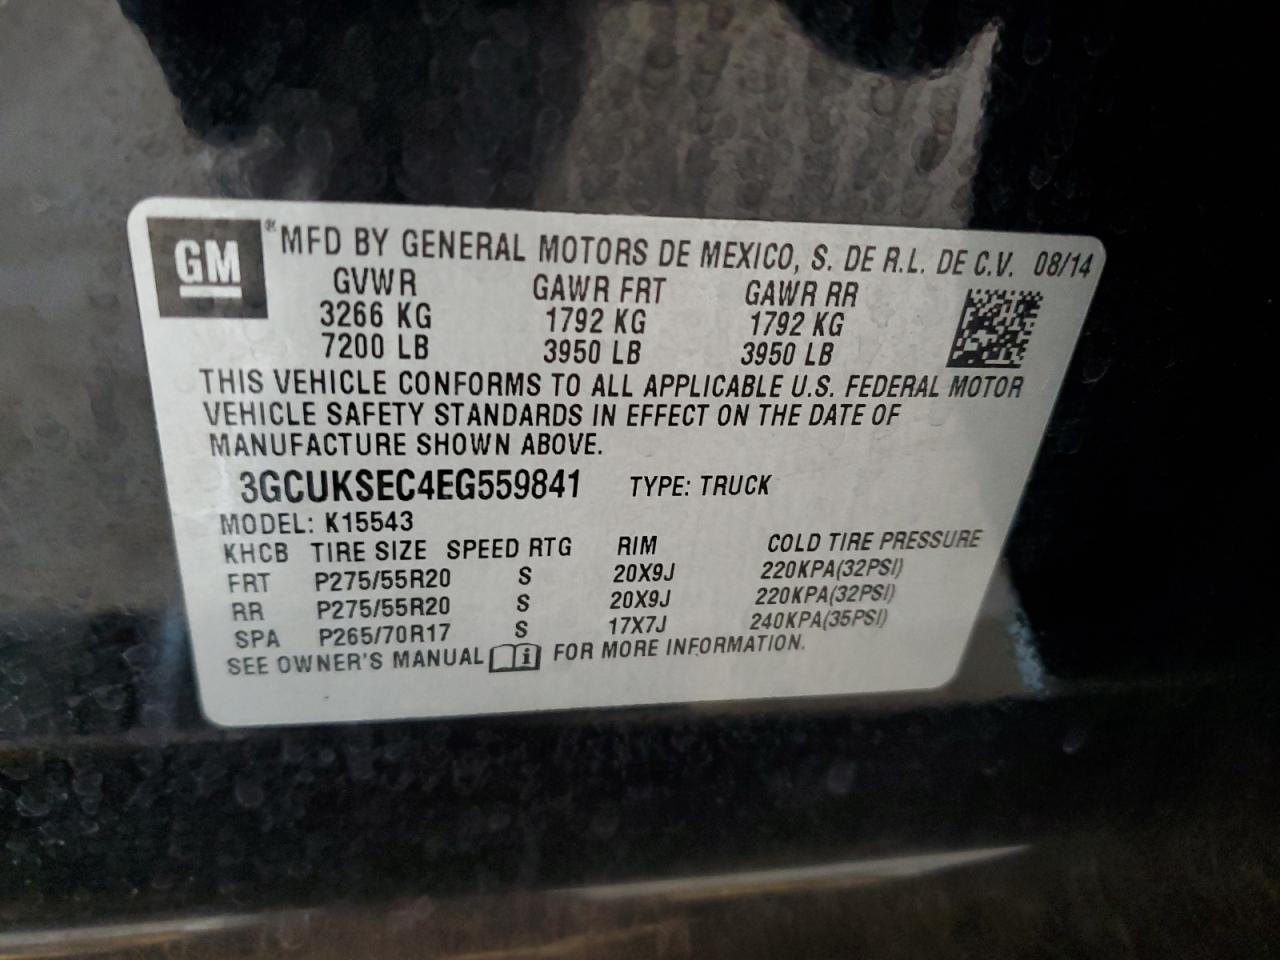 GM ® MFD BY GENERAL MOTORS DE MEXICO, S. DE R.L. DE C.V. 08/14
GVWR GAWR FRT GAWR RR
3266 KG 1792 KG 1792 KG
7200 LB 3950 LB 3950 LB
THIS VEHICLE CONFORMS TO ALL APPLICABLE U.S. FEDERAL MOTOR
VEHICLE SAFETY STANDARDS IN EFFECT ON THE DATE OF
MANUFACTURE SHOWN ABOVE.
3GCUKSEC4EG559841 TYPE: TRUCK
MODEL: K15543
KHCB TIRE SIZE SPEED RTG RIM COLD TIRE PRESSURE
FRT P275/55R20 S 20X9J 220KPA(32PSI)
RR P275/55R20 S 20X9J 220KPA(32PSI)
SPA P265/70R17 S 17X7J 240KPA(35PSI)
SEE OWNER'S MANUAL i FOR MORE INFORMATION.